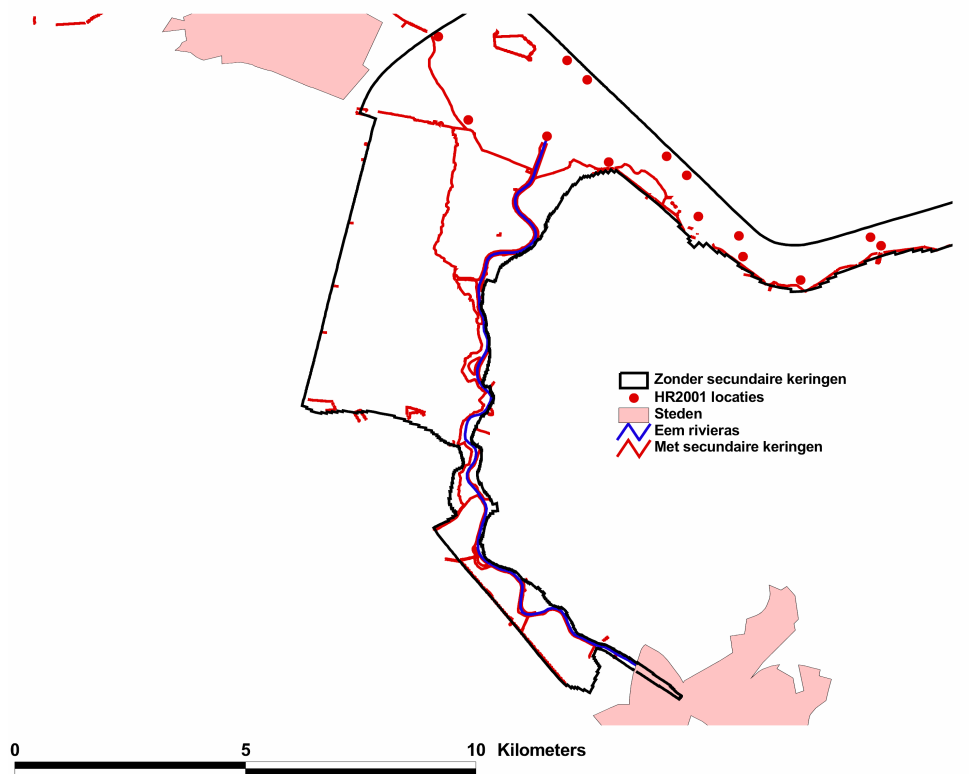 Zonder secundaire keringen
HR2001 locaties
Steden
Eem rivieras
Met secundaire keringen
0 5 10 Kilometers